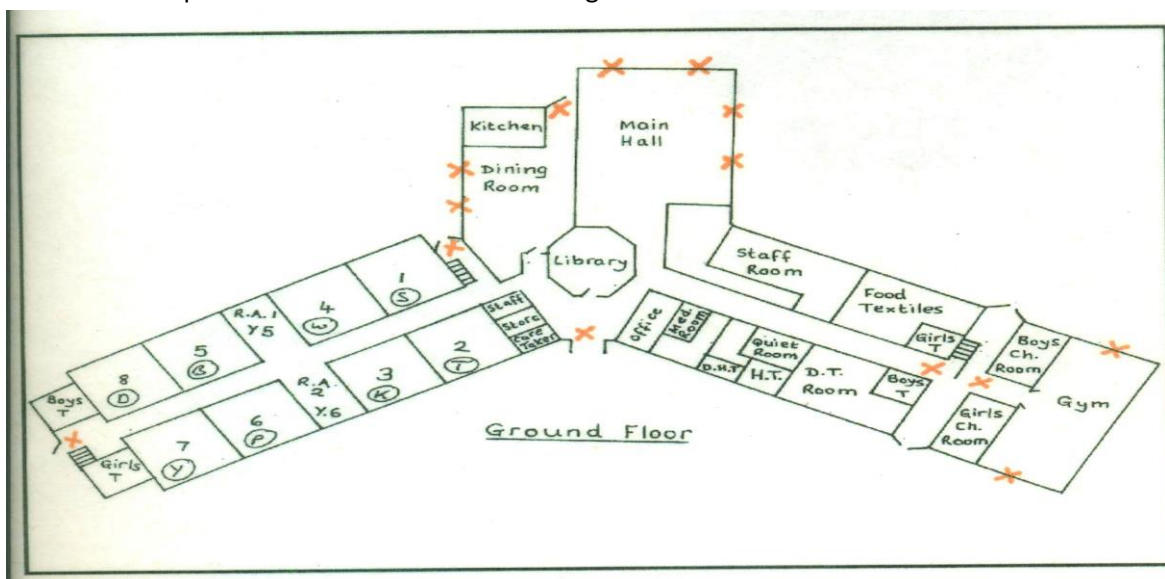 Kitchen
Main
Hall
Dining
Room
Library
Staff
Room
Food
Textiles
Girls
T
Boys
Ch.
Room
Gym
Girls
Ch.
Room
1
S
4
W
R.A.1
Y5
5
B
8
D
Boys
T
Staff
Store
Care
Taker
2
T
3
K
R.A.
2
Y.6
6
P
7
Y
Girls
T
Office
Med.
Room
D.H.T
Quiet
Room
H.T.
D.T.
Room
Boys
T
Ground Floor